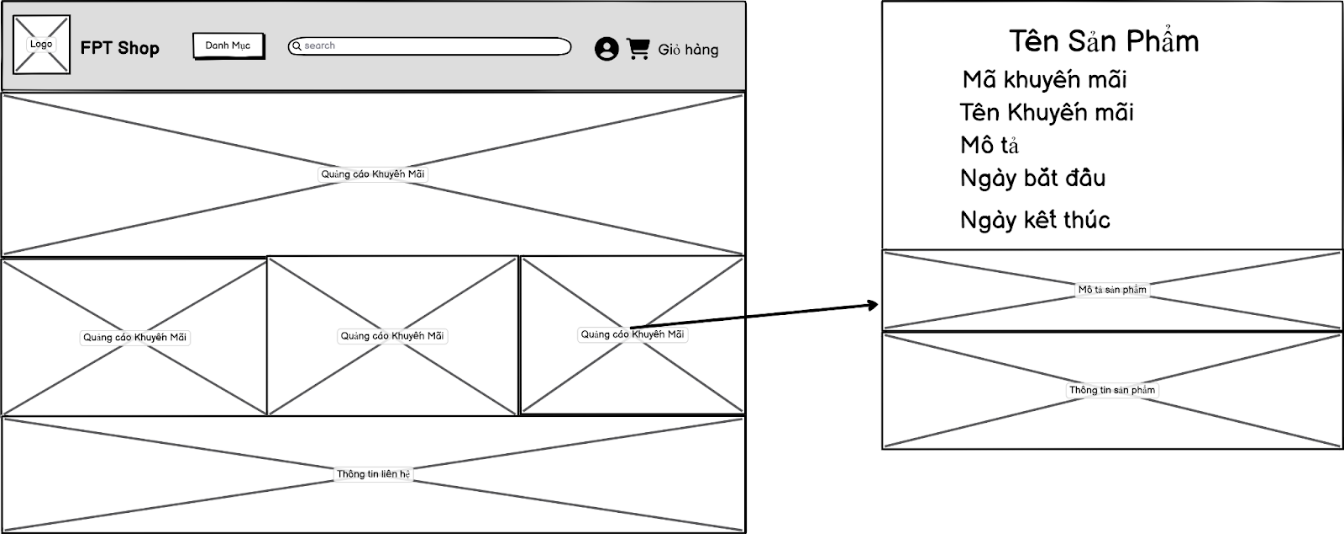 Logo
FPT Shop
Danh Mục
search
Giỏ hàng
Quảng cáo Khuyến Mãi
Quảng cáo Khuyến Mãi
Quảng cáo Khuyến Mãi
Quảng cáo Khuyến Mãi
Thông tin liên hệ
Tên Sản Phẩm
Mã khuyến mãi
Tên Khuyến mãi
Mô tả
Ngày bắt đầu
Ngày kết thúc
Mô tả sản phẩm
Thông tin sản phẩm